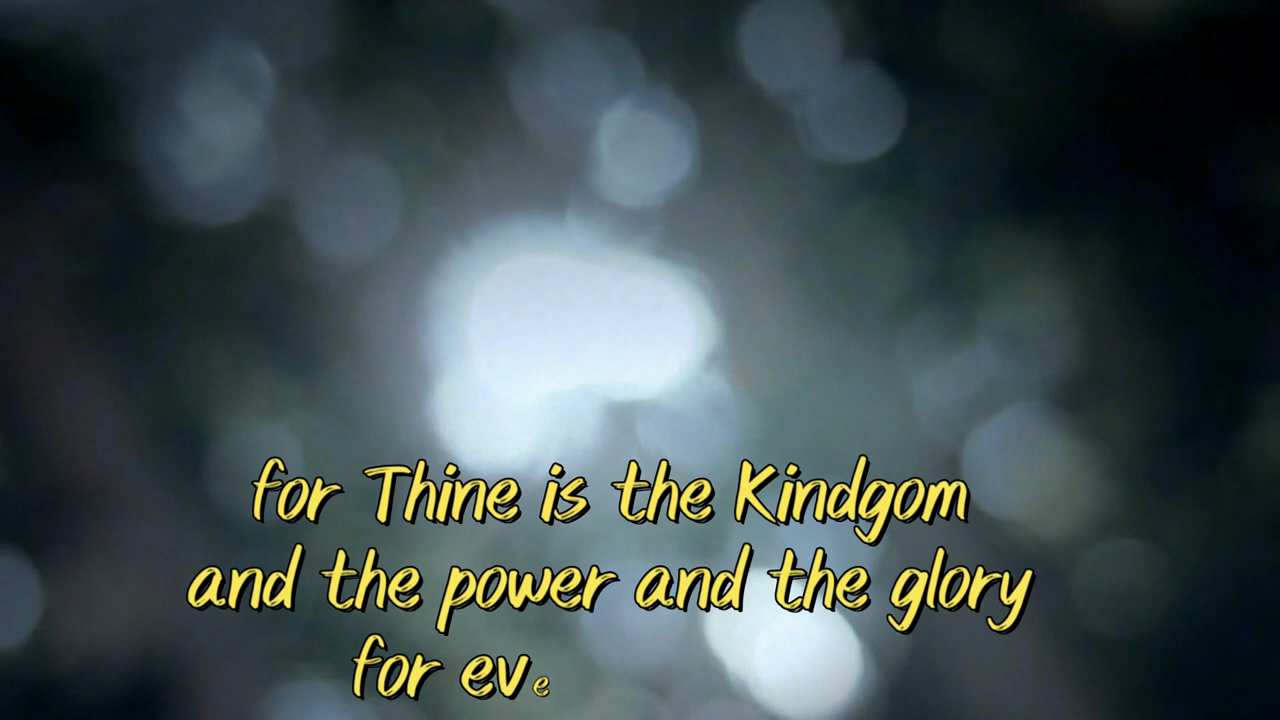 for Thine is the Kindgom
and the power and the glory
for eve